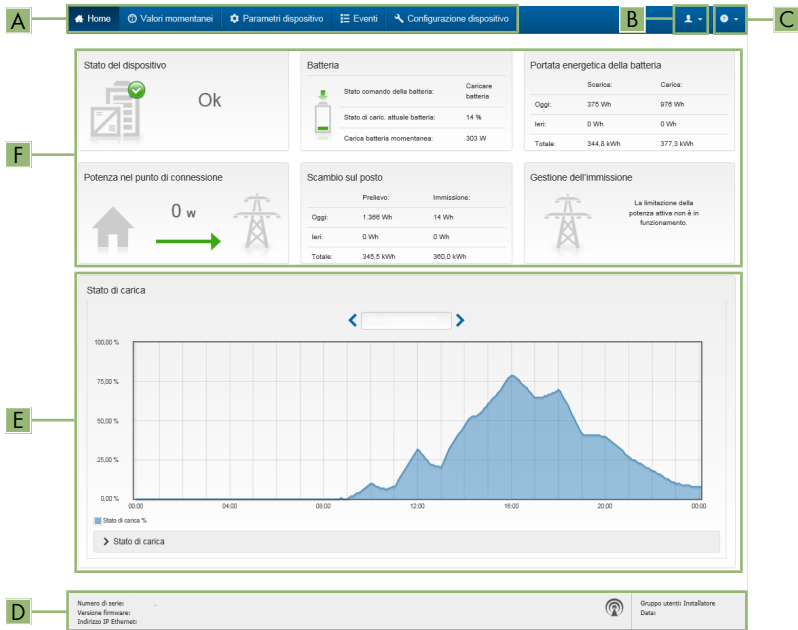 A
Home Valori momentanei Parametri dispositivo Eventi Configurazione dispositivo
B
C
F
Stato del dispositivo
Ok
Batteria
Stato comando della batteria: Caricare batteria
Stato di caric. attuale batteria: 14 %
Carica batteria momentanea: 303 W
Portata energetica della batteria
Scarica: Carica:
Oggi: 375 Wh 976 Wh
Ieri: 0 Wh 0 Wh
Totale: 344,8 kWh 377,3 kWh
Potenza nel punto di connessione
0 W
Scambio sul posto
Prelievo: Immissione:
Oggi: 1.366 Wh 14 Wh
Ieri: 0 Wh 0 Wh
Totale: 345,5 kWh 360,0 kWh
Gestione dell'immissione
La limitazione della
potenza attiva non è in
funzionamento.
E
Stato di carica
100,00 %
75,00 %
50,00 %
25,00 %
0,00 %
00:00 04:00 08:00 12:00 16:00 20:00 00:00
Stato di carica %
Stato di carica
D
Numero di serie:
Versione firmware:
Indirizzo IP Ethernet:
Gruppo utenti: Installatore
Data: